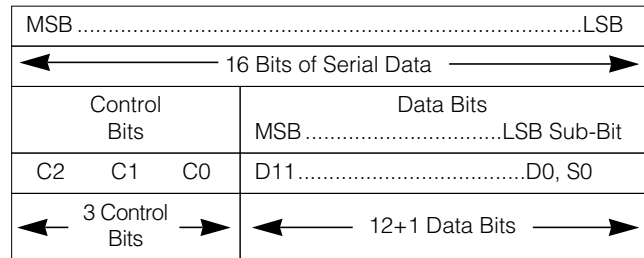 MSB..........................................................................................LSB
16 Bits of Serial Data
Control
Bits
Data Bits
MSB...................................LSB Sub-Bit
C2 C1 C0 D11.........................................D0, S0
3 Control
Bits
12+1 Data Bits